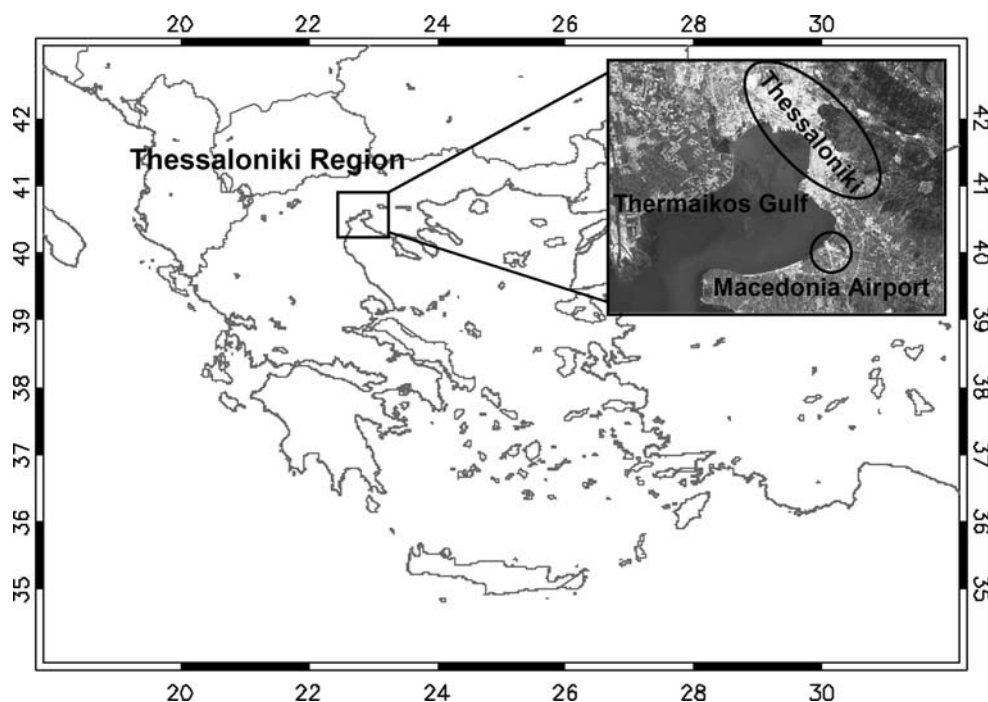 20 22 24 26 28 30
42 42
Thessaloniki
Thessaloniki Region
41 41
Thermaikos Gulf
40 40
Macedonia Airport
39 39
38 38
37 37
36 36
35 35
20 22 24 26 28 30